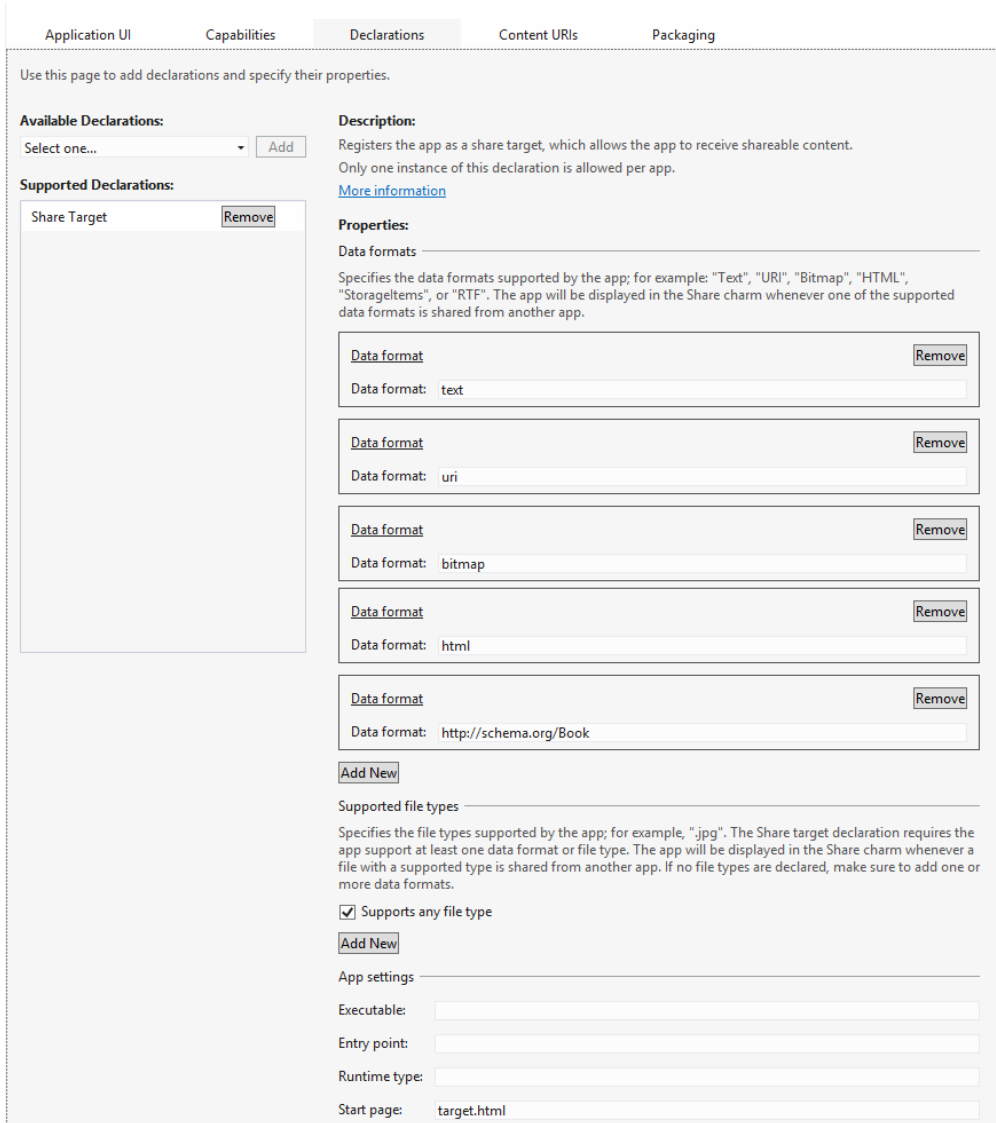 Application UI Capabilities Declarations Content URIs Packaging
Use this page to add declarations and specify their properties.
Available Declarations:
Select one... Add
Supported Declarations:
Share Target Remove
Description:
Registers the app as a share target, which allows the app to receive shareable content.
Only one instance of this declaration is allowed per app.
More information
Properties:
Data formats
Specifies the data formats supported by the app; for example: "Text", "URI", "Bitmap", "HTML",
"StorageItems", or "RTF". The app will be displayed in the Share charm whenever one of the supported
data formats is shared from another app.
Data format Remove
Data format: text
Data format Remove
Data format: uri
Data format Remove
Data format: bitmap
Data format Remove
Data format: html
Data format Remove
Data format: http://schema.org/Book
Add New
Supported file types
Specifies the file types supported by the app; for example, ".jpg". The Share target declaration requires the
app support at least one data format or file type. The app will be displayed in the Share charm whenever a
file with a supported type is shared from another app. If no file types are declared, make sure to add one or
more data formats.
Supports any file type
Add New
App settings
Executable:
Entry point:
Runtime type:
Start page: target.html